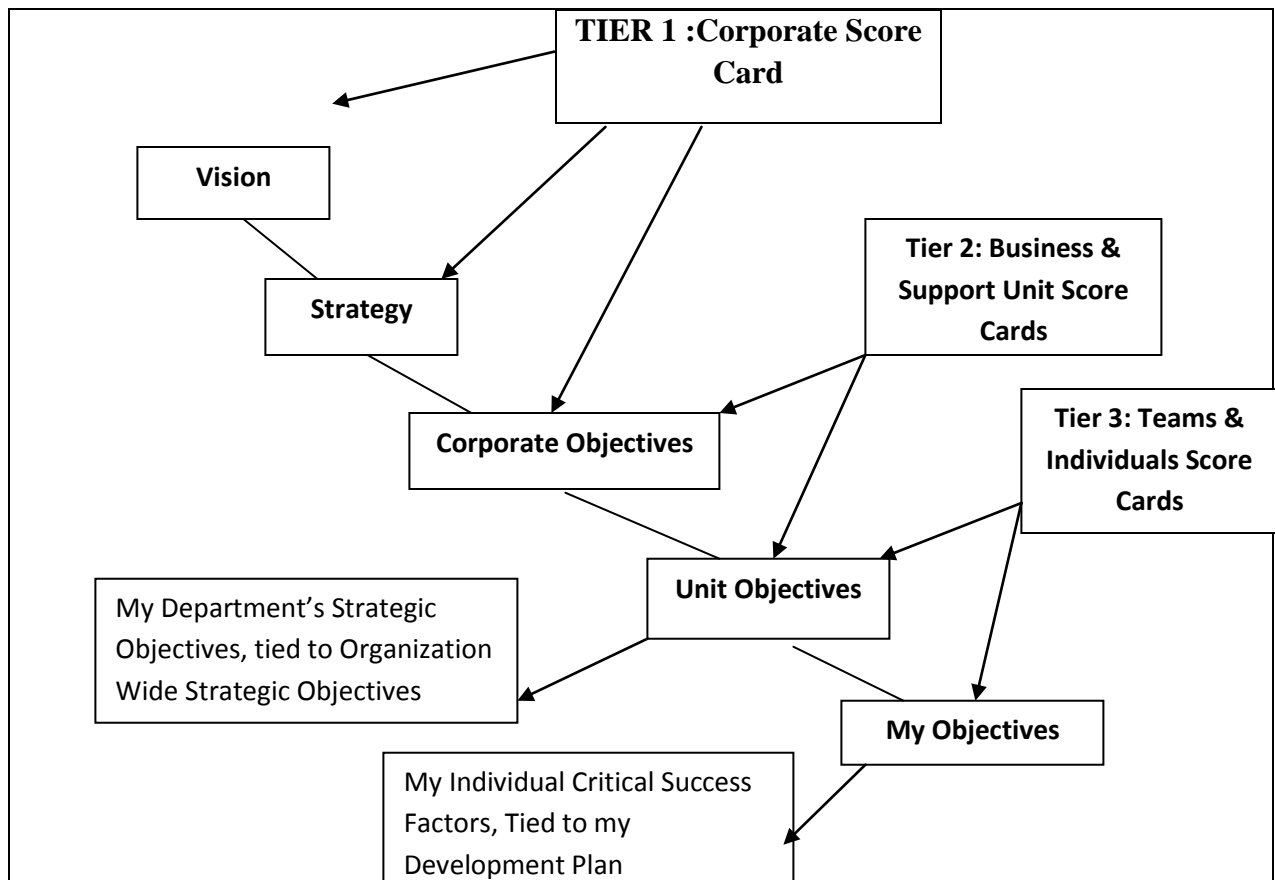 TIER 1 :Corporate Score
Card
Vision
Strategy
Tier 2: Business &
Support Unit Score
Cards
Corporate Objectives
Tier 3: Teams &
Individuals Score
Cards
Unit Objectives
My Department’s Strategic
Objectives, tied to Organization
Wide Strategic Objectives
My Objectives
My Individual Critical Success
Factors, Tied to my
Development Plan